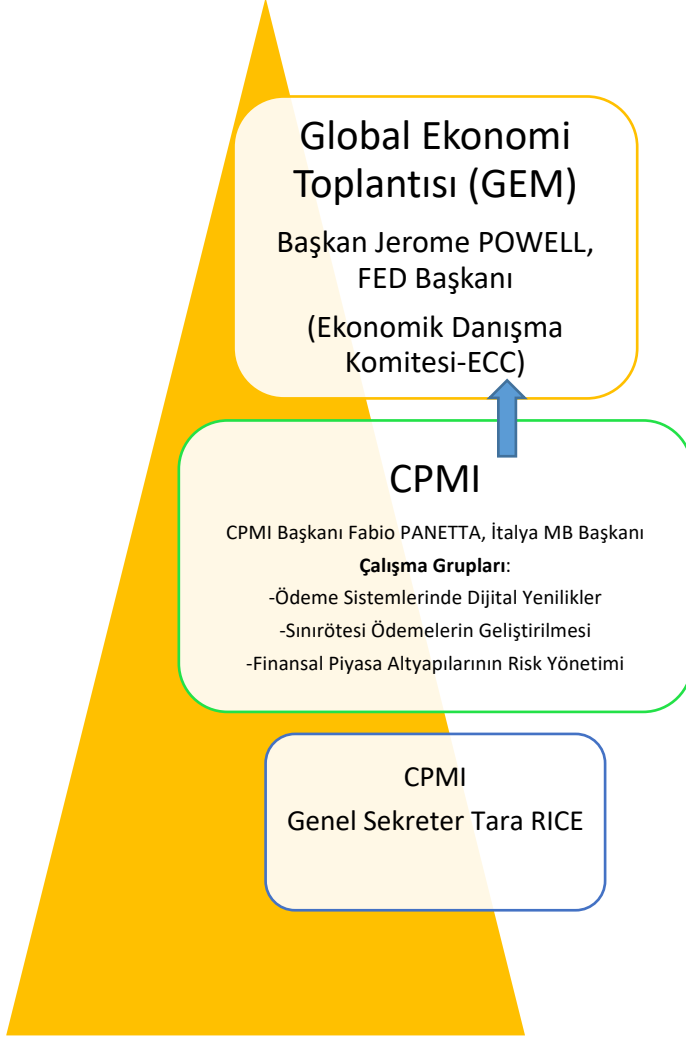 Global Ekonomi
Toplantısı (GEM)
Başkan Jerome POWELL,
FED Başkanı
(Ekonomik Danışma
Komitesi-ECC)
CPMI
CPMI Başkanı Fabio PANETTA, İtalya MB Başkanı
Çalışma Grupları:
-Ödeme Sistemlerinde Dijital Yenilikler
-Sınırötesi Ödemelerin Geliştirilmesi
-Finansal Piyasa Altyapılarının Risk Yönetimi
CPMI
Genel Sekreter Tara RICE